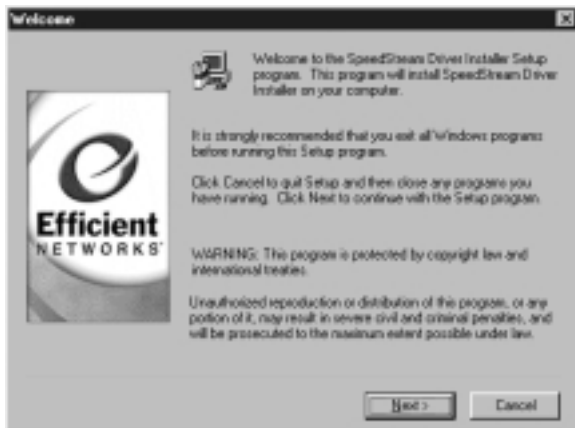 Welcome
Welcome to the SpeedStream Driver Installer Setup
program. This program will install SpeedStream Driver
Installer on your computer.
It is strongly recommended that you exit all Windows programs
before running this Setup program.
Click Cancel to quit Setup and then close any programs you
have running. Click Next to continue with the Setup program.
WARNING: This program is protected by copyright law and
international treaties.
Unauthorized reproduction or distribution of this program, or any
portion of it, may result in severe civil and criminal penalties, and
will be prosecuted to the maximum extent possible under law.
Efficient
NETWORKS
Next >
Cancel